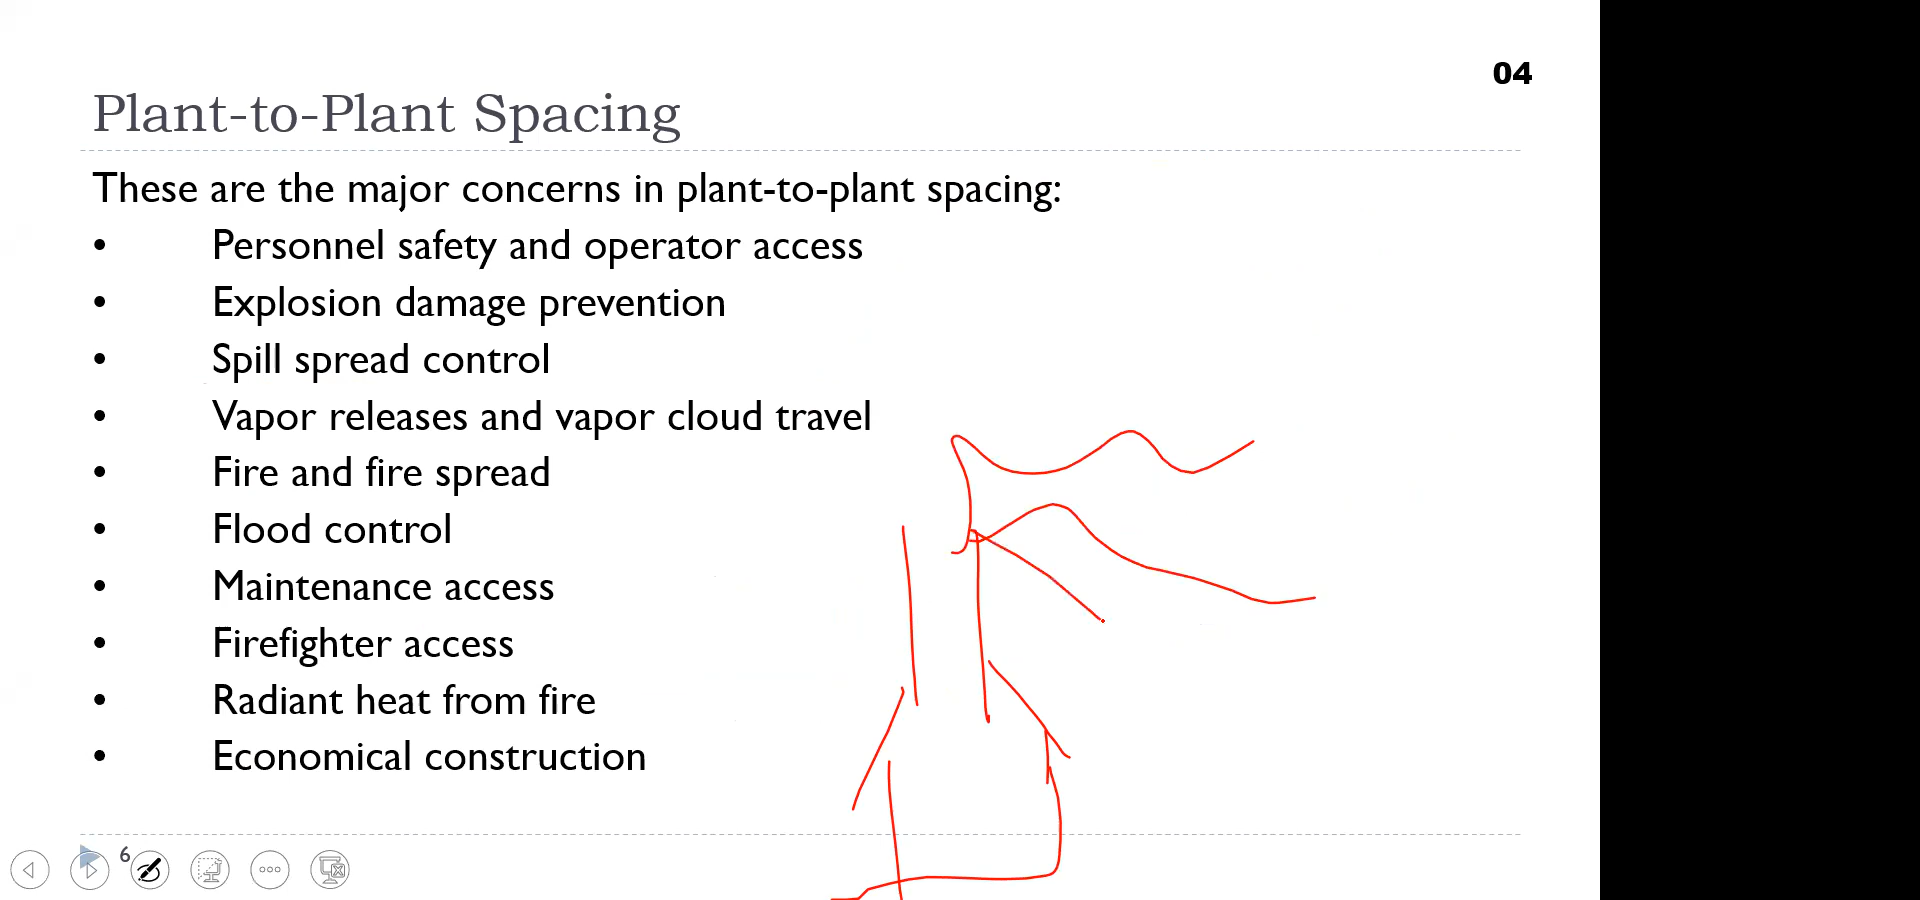 04
Plant-to-Plant Spacing
These are the major concerns in plant-to-plant spacing:
• Personnel safety and operator access
• Explosion damage prevention
• Spill spread control
• Vapor releases and vapor cloud travel
• Fire and fire spread
• Flood control
• Maintenance access
• Firefighter access
• Radiant heat from fire
• Economical construction
6